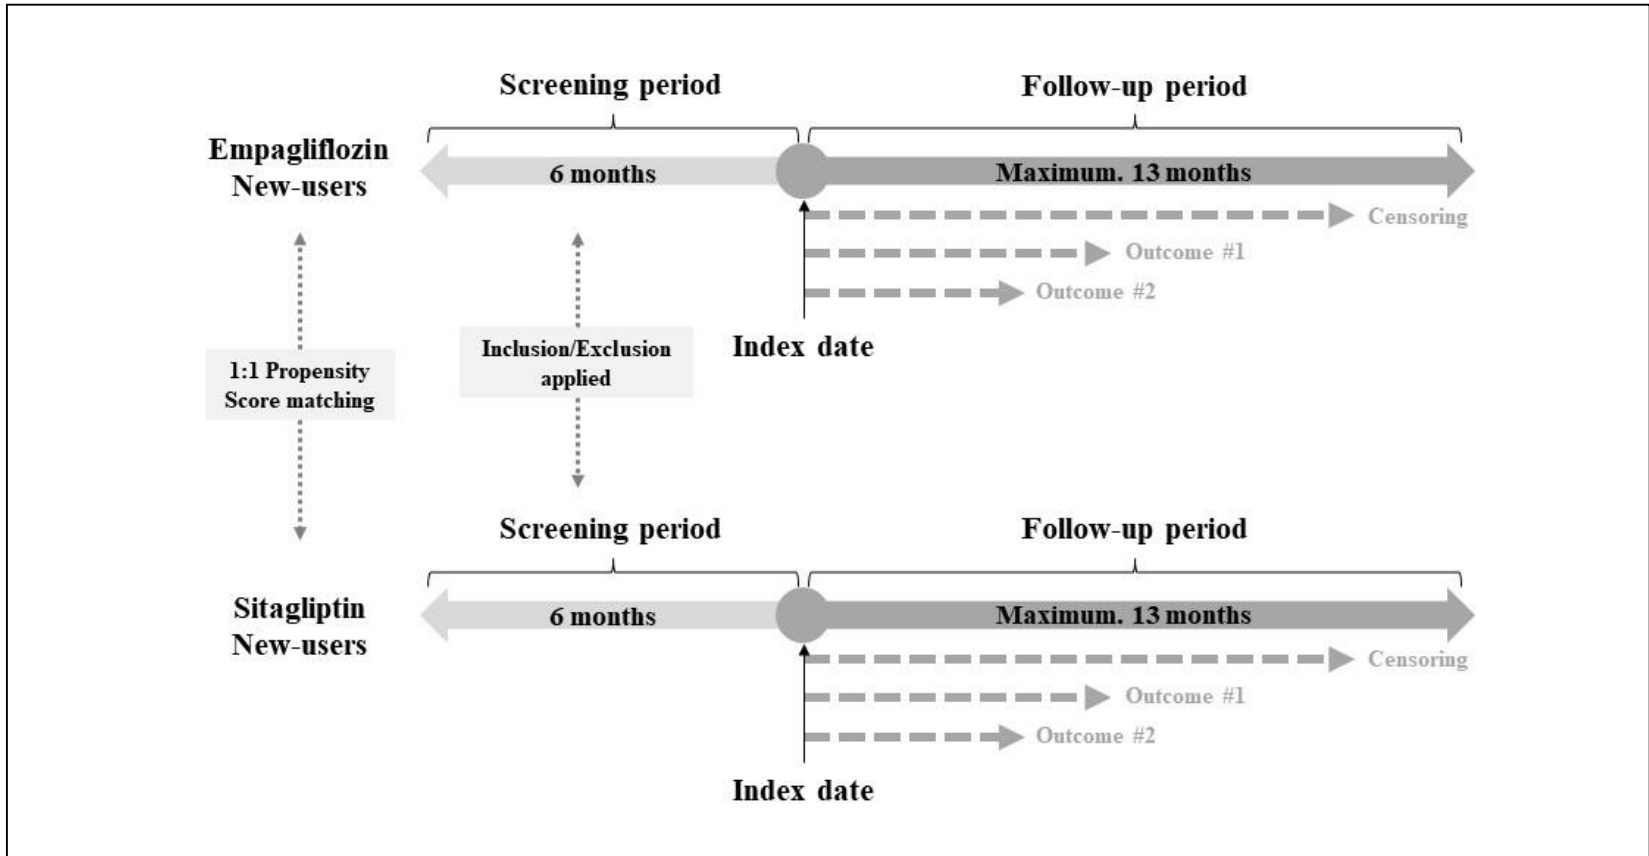 Screening period
Follow-up period
Empagliflozin
New-users
6 months
Maximum. 13 months
Censoring
Outcome #1
Outcome #2
Index date
1:1 Propensity
Score matching
Inclusion/Exclusion
applied
Screening period
Follow-up period
Sitagliptin
New-users
6 months
Maximum. 13 months
Censoring
Outcome #1
Outcome #2
Index date